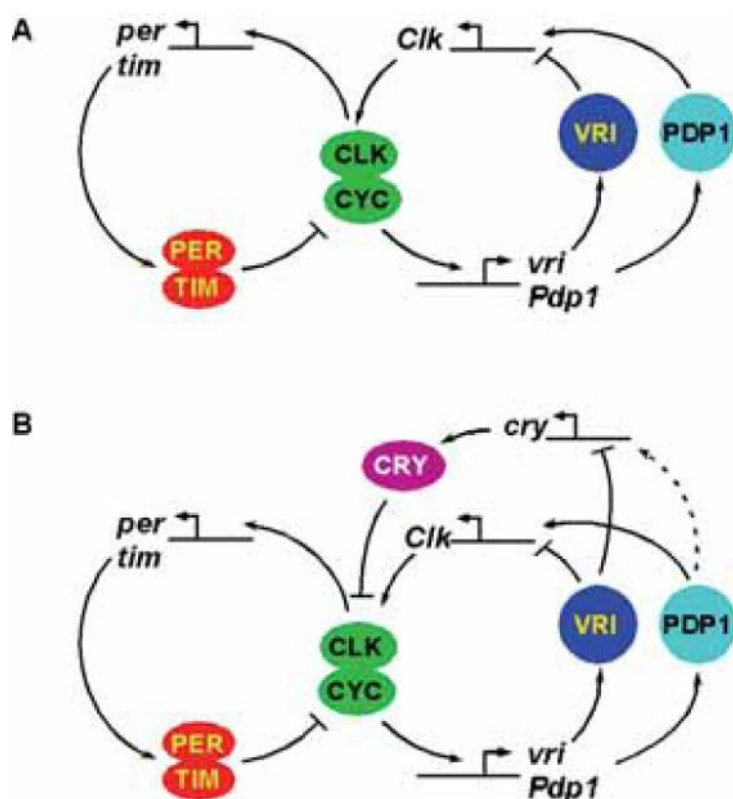 A
per
tim
Clk
CLK
CYC
VRI
PDP1
PER
TIM
vri
Pdp1
B
cry
CRY
per
tim
Clk
CLK
CYC
VRI
PDP1
PER
TIM
vri
Pdp1